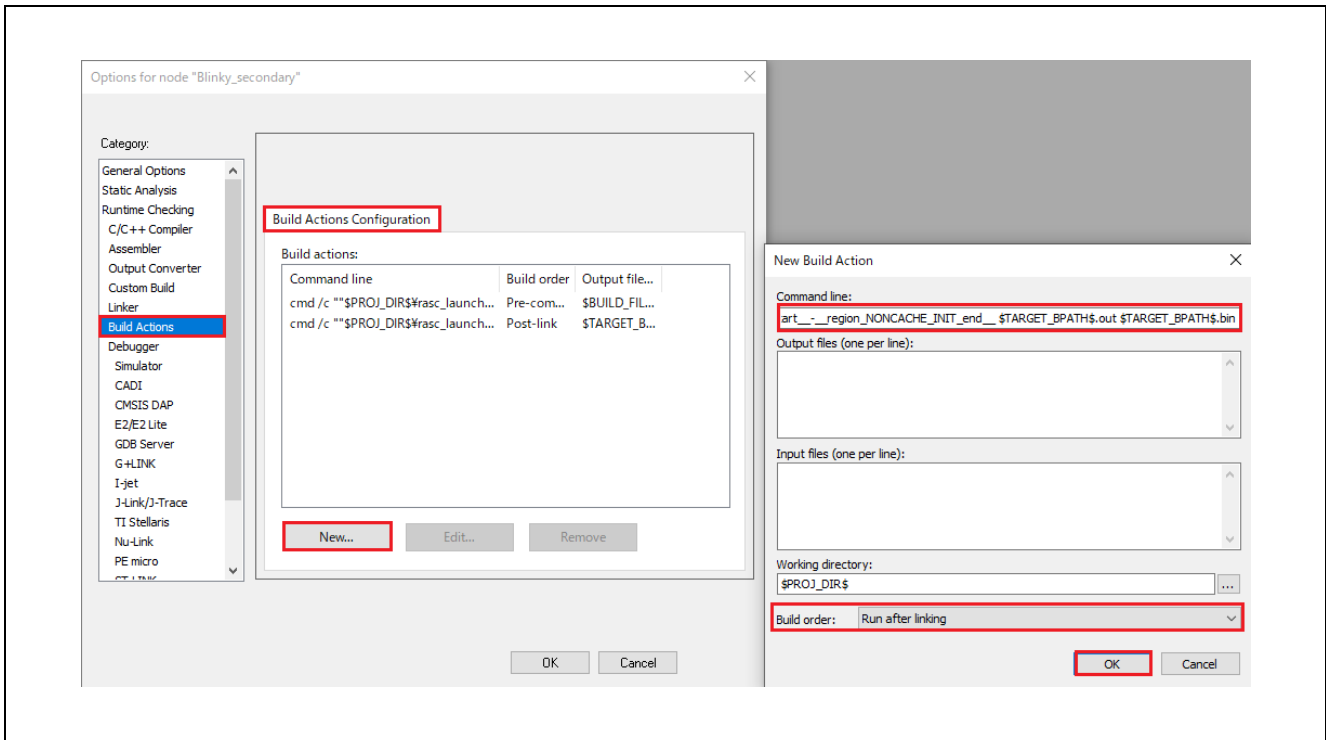 Options for node "Blinky_secondary"
Category:
General Options
Static Analysis
Runtime Checking
C/C++ Compiler
Assembler
Output Converter
Custom Build
Linker
Build Actions
Debugger
Simulator
CADI
CMSIS DAP
E2/E2 Lite
GDB Server
G+LINK
I-jet
J-Link/J-Trace
TI Stellaris
Nu-Link
PE micro
Build Actions Configuration
Build actions:
Command line Build order Output file...
cmd /c ""$PROJ_DIR$¥rasc_launch... Pre-com... $BUILD_FIL...
cmd /c ""$PROJ_DIR$¥rasc_launch... Post-link $TARGET_B...
New... Edit... Remove
OK Cancel
New Build Action
Command line:
art__-__region_NONCACHE_INIT_end__ $TARGET_BPATH$.out $TARGET_BPATH$.bin
Output files (one per line):
Input files (one per line):
Working directory:
$PROJ_DIR$
...
Build order: Run after linking
OK Cancel